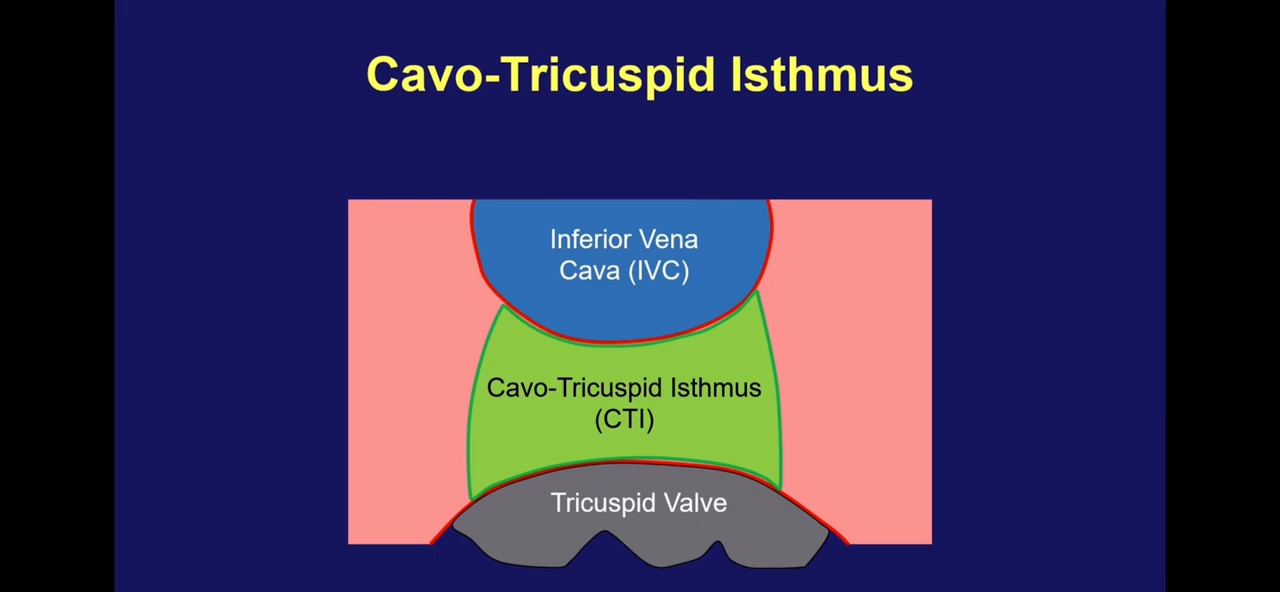 Cavo-Tricuspid Isthmus
Inferior Vena
Cava (IVC)
Cavo-Tricuspid Isthmus
(CTI)
Tricuspid Valve